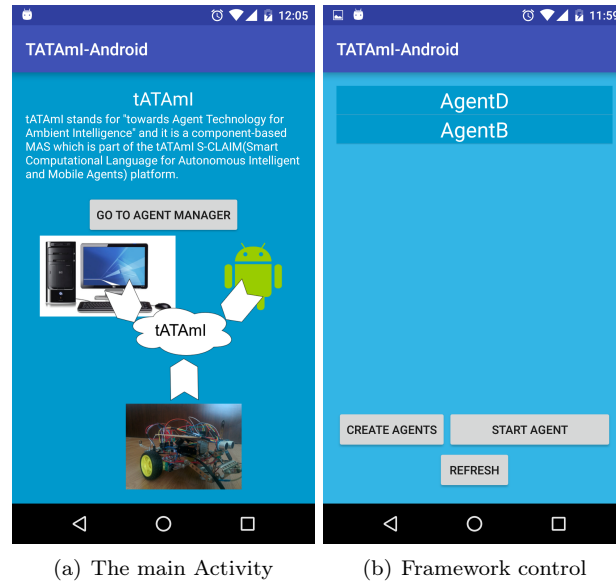 12:05
TATAmI-Android
tATAmI
tATAmI stands for "towards Agent Technology for
Ambient Intelligence" and it is a component-based
MAS which is part of the tATAmI S-CLAIM(Smart
Computational Language for Autonomous Intelligent
and Mobile Agents) platform.
GO TO AGENT MANAGER
tATAmI
(a) The main Activity
11:59
TATAmI-Android
AgentD
AgentB
CREATE AGENTS
START AGENT
REFRESH
(b) Framework control